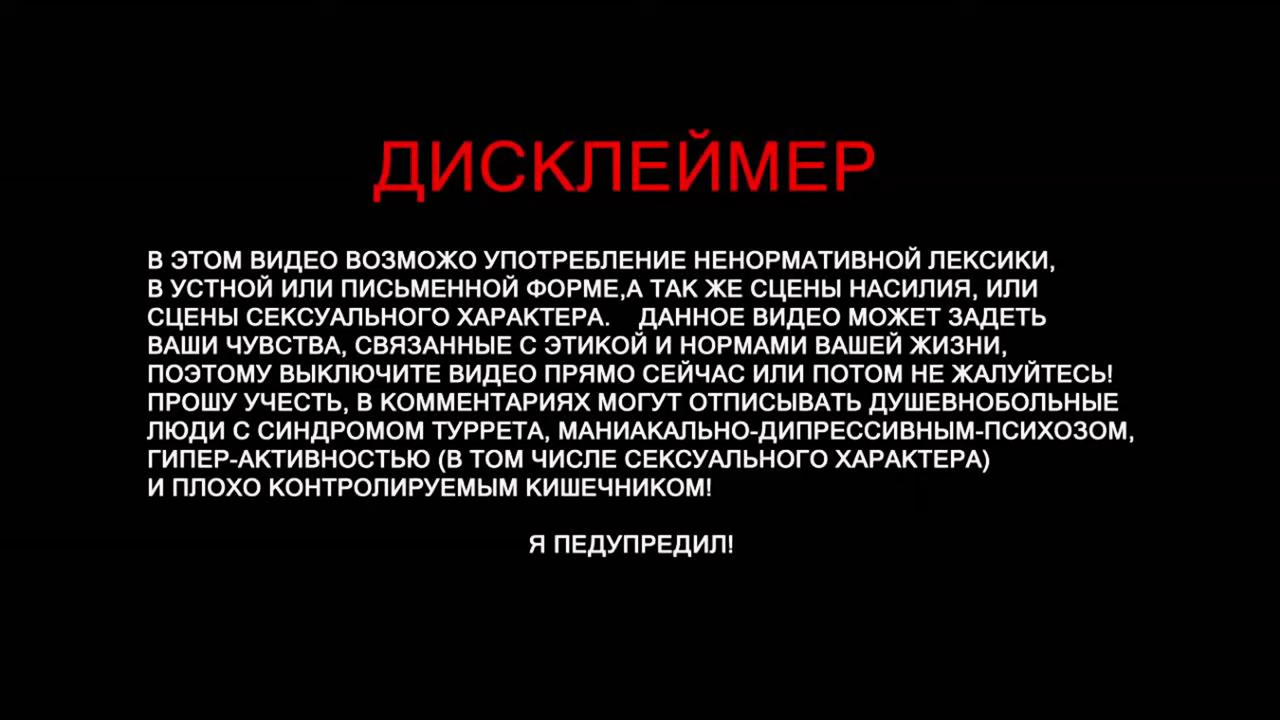 ДИСКЛЕЙМЕР
В ЭТОМ ВИДЕО ВОЗМОЖО УПОТРЕБЛЕНИЕ НЕНОРМАТИВНОЙ ЛЕКСИКИ,
В УСТНОЙ ИЛИ ПИСЬМЕННОЙ ФОРМЕ,А ТАК ЖЕ СЦЕНЫ НАСИЛИЯ, ИЛИ
СЦЕНЫ СЕКСУАЛЬНОГО ХАРАКТЕРА. ДАННОЕ ВИДЕО МОЖЕТ ЗАДЕТЬ
ВАШИ ЧУВСТВА, СВЯЗАННЫЕ С ЭТИКОЙ И НОРМАМИ ВАШЕЙ ЖИЗНИ,
ПОЭТОМУ ВЫКЛЮЧИТЕ ВИДЕО ПРЯМО СЕЙЧАС ИЛИ ПОТОМ НЕ ЖАЛУЙТЕСЬ!
ПРОШУ УЧЕСТЬ, В КОММЕНТАРИЯХ МОГУТ ОТПИСЫВАТЬ ДУШЕВНОБОЛЬНЫЕ
ЛЮДИ С СИНДРОМОМ ТУРРЕТА, МАНИАКАЛЬНО-ДИПРЕССИВНЫМ-ПСИХОЗОМ,
ГИПЕР-АКТИВНОСТЬЮ (В ТОМ ЧИСЛЕ СЕКСУАЛЬНОГО ХАРАКТЕРА)
И ПЛОХО КОНТРОЛИРУЕМЫМ КИШЕЧНИКОМ!
Я ПЕДУПРЕДИЛ!